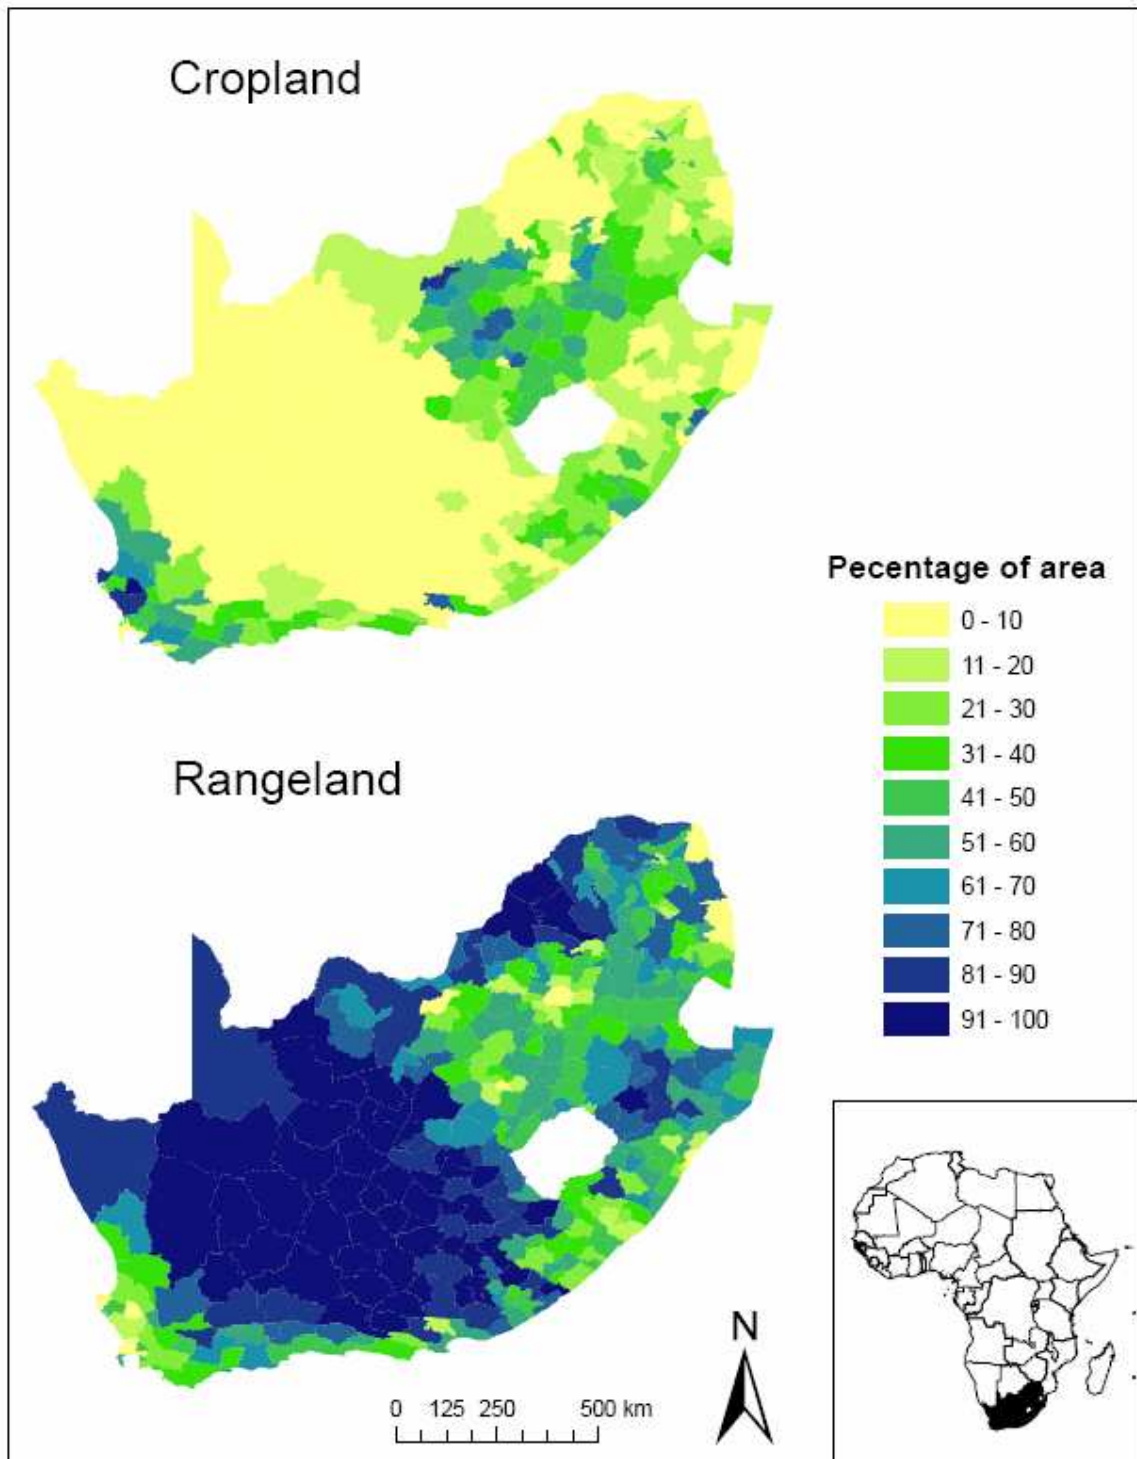 Cropland
Pecentage of area
0 - 10
11 - 20
21 - 30
31 - 40
41 - 50
51 - 60
61 - 70
71 - 80
81 - 90
91 - 100
Rangeland
N
0 125 250 500 km